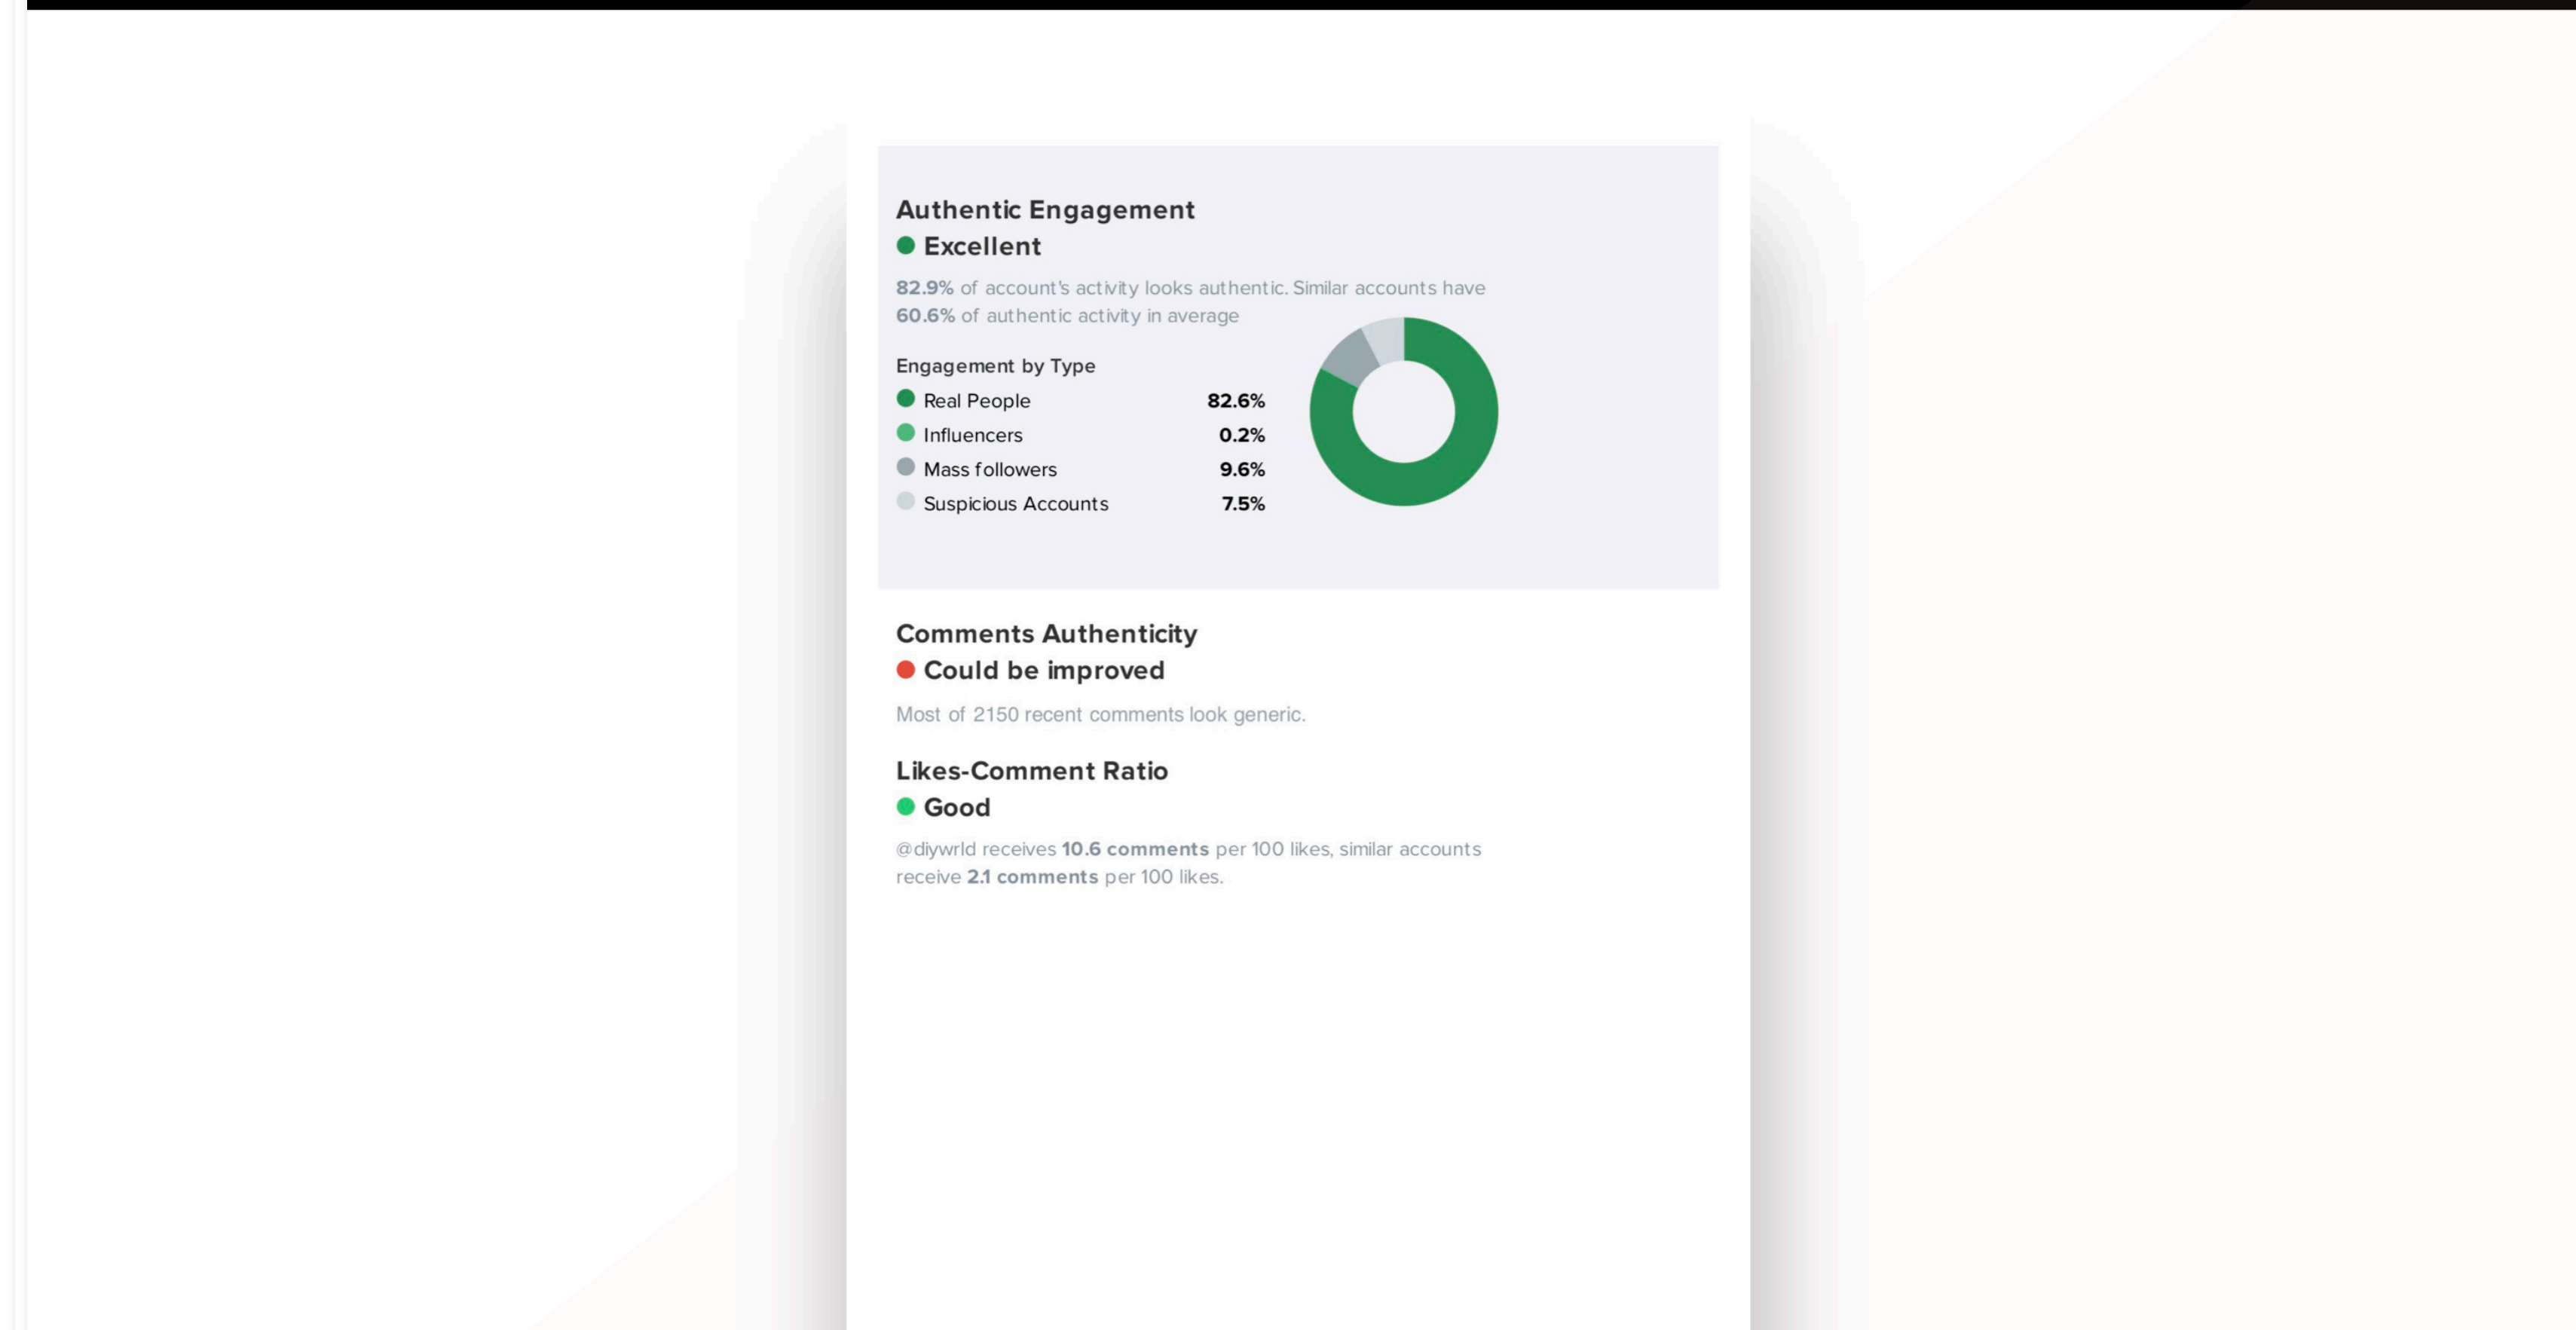 Authentic Engagement
Excellent
82.9% of account's activity looks authentic. Similar accounts have
60.6% of authentic activity in average
Engagement by Type
Real People 82.6%
Influencers 0.2%
Mass followers 9.6%
Suspicious Accounts 7.5%
Comments Authenticity
Could be improved
Most of 2150 recent comments look generic.
Likes-Comment Ratio
Good
@diywrld receives 10.6 comments per 100 likes, similar accounts
receive 2.1 comments per 100 likes.